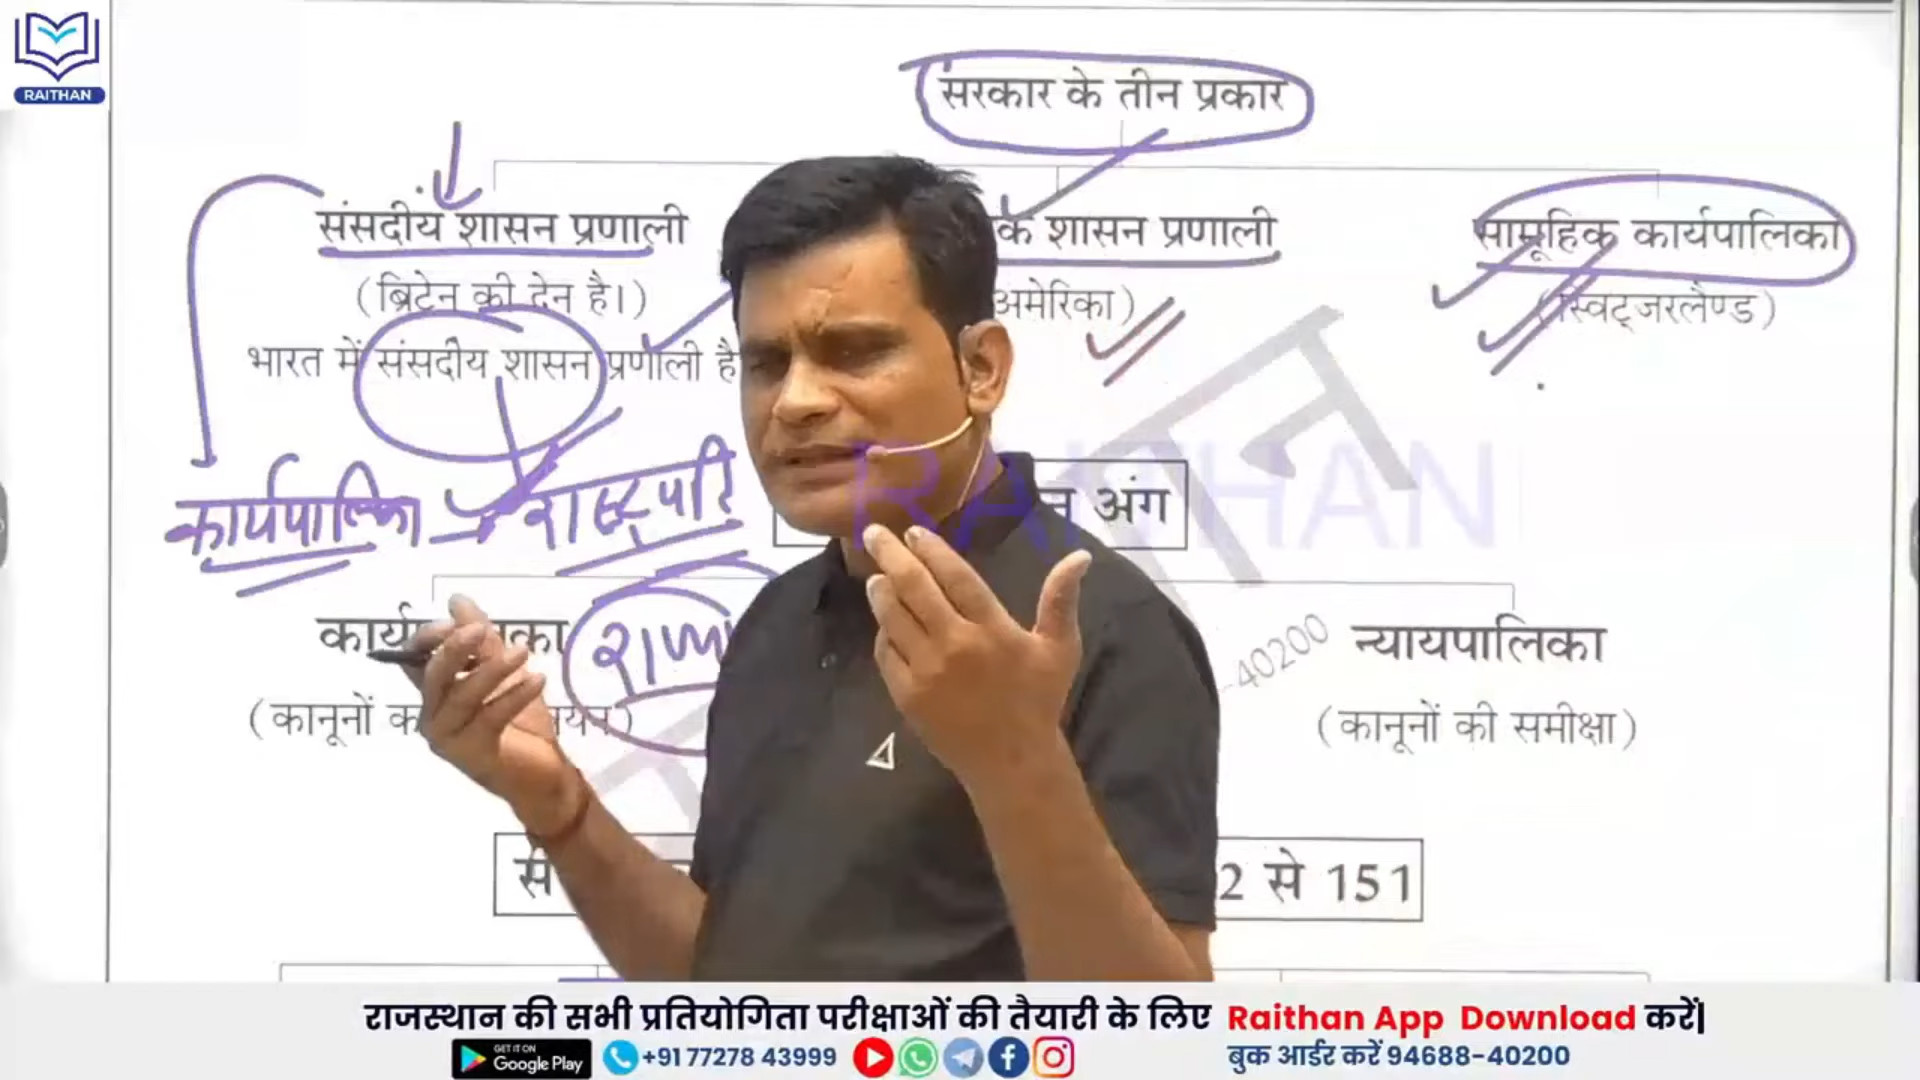 RAITHAN
सरकार के तीन प्रकार
संसदीय शासन प्रणाली
शासन प्रणाली
सामूहिक कार्यपालिका
(ब्रिटेन की देन है।)
अमेरिका)
(स्विट्जरलैण्ड)
भारत में संसदीय शासन प्रणाली है
कार्यपालिका → राष्ट्रपति
अंग
RAITHAN
न्यायपालिका
(कानूनों
(कानूनों की समीक्षा)
-40200
2 से 151
राजस्थान की सभी प्रतियोगिता परीक्षाओं की तैयारी के लिए Raithan App Download करें|
GET IT ON Google Play +91 77278 43999
बुक आर्डर करें 94688-40200